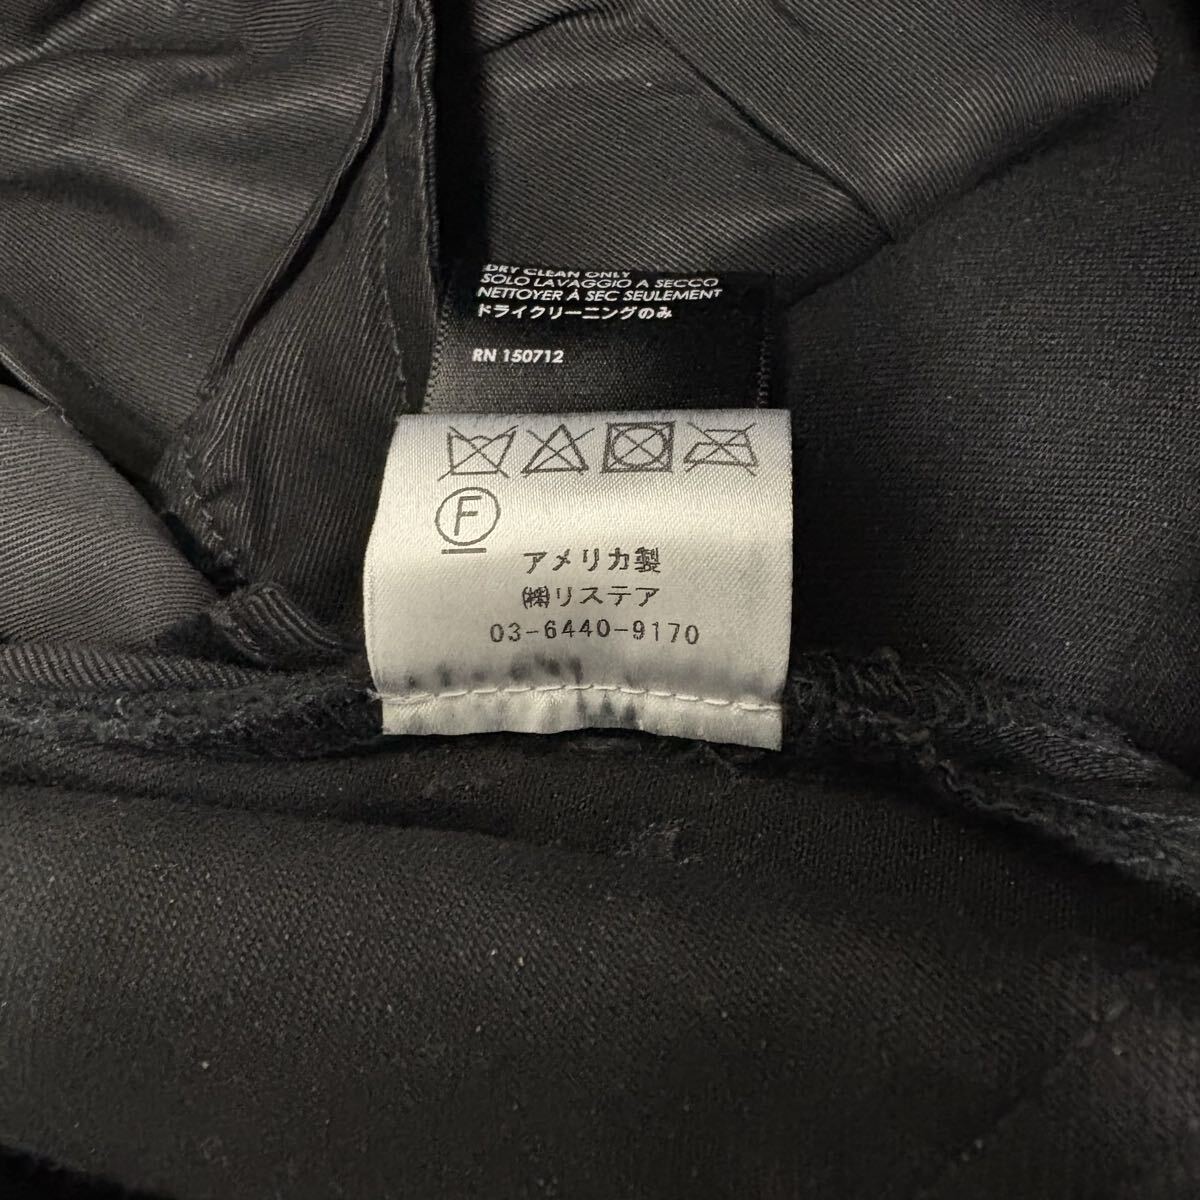 DRY CLEAN ONLY
SOLO LAVAGGIO A SECCO
NETTOYER À SEC SEULEMENT
ドライクリーニングのみ
RN 150712
F
アメリカ製
㈱リステア
03-6440-9170